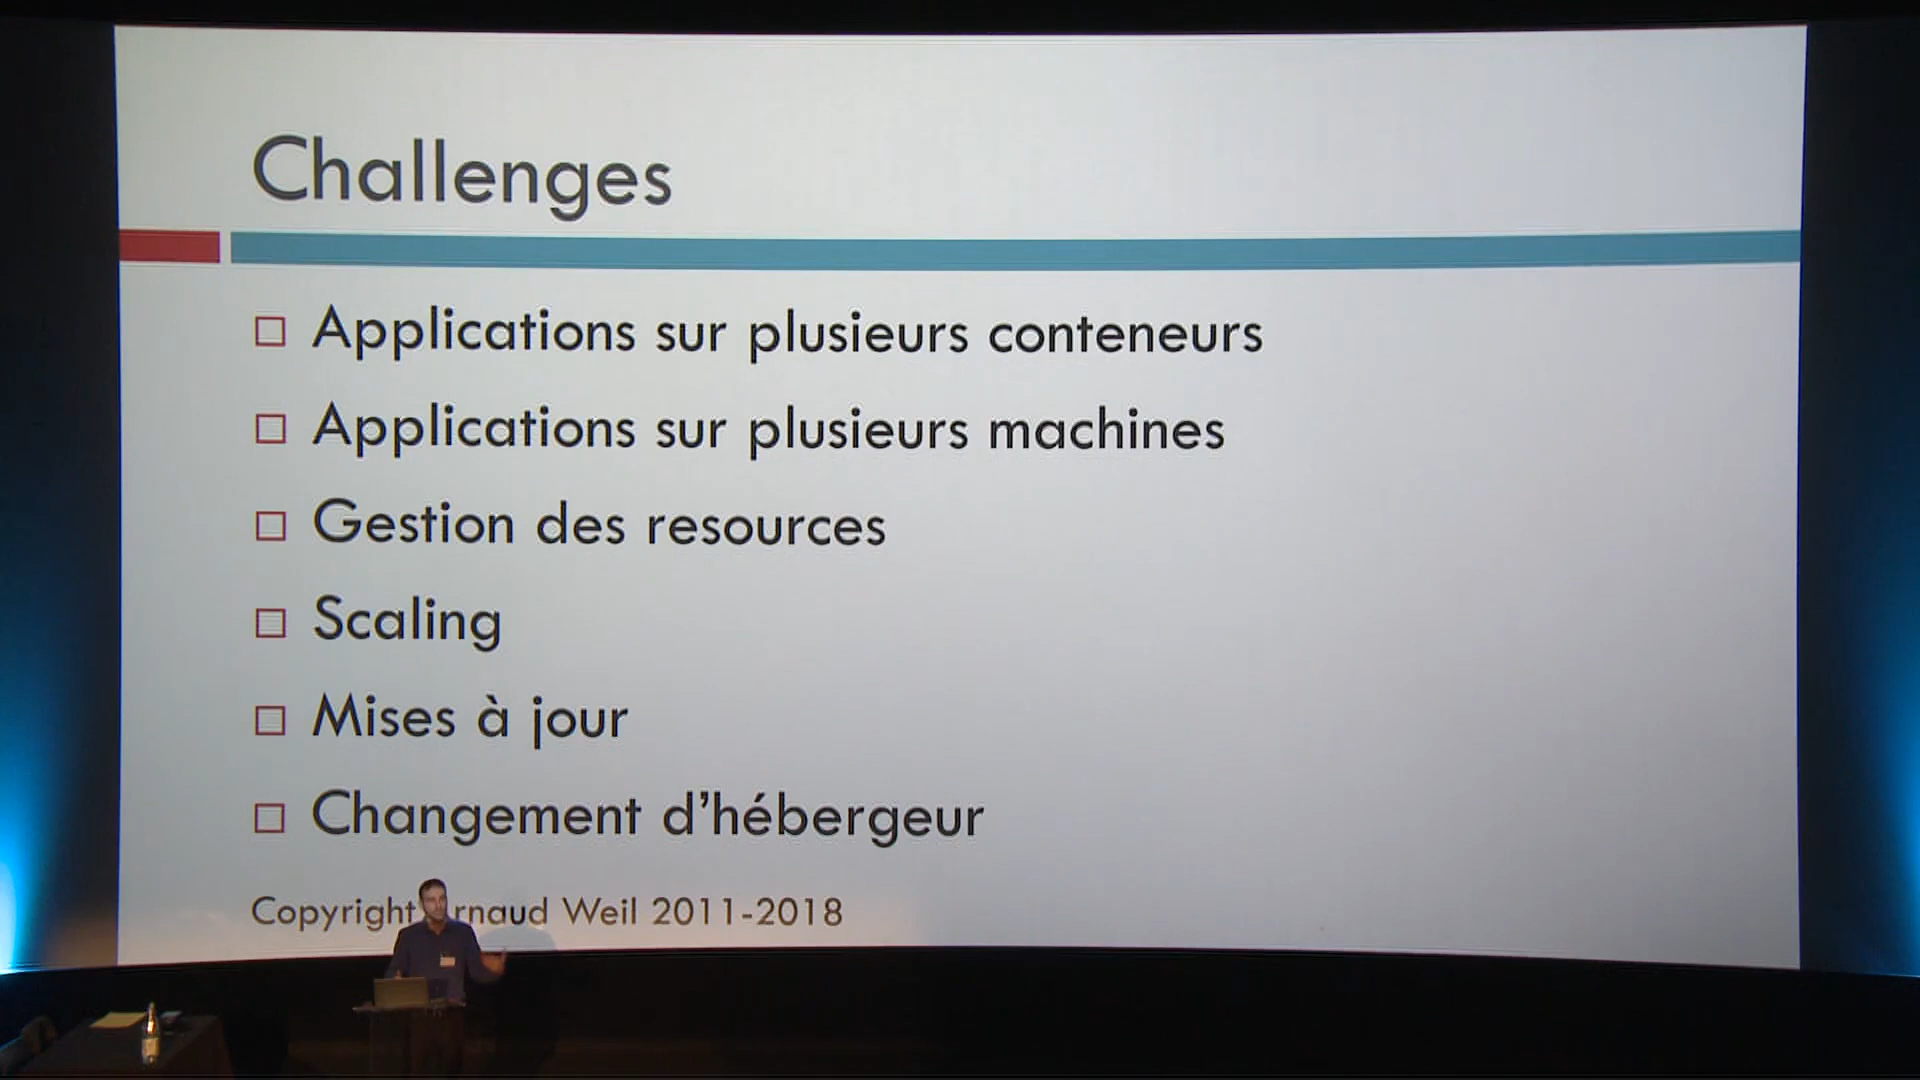 Challenges
Applications sur plusieurs conteneurs
Applications sur plusieurs machines
Gestion des resources
Scaling
Mises à jour
Changement d'hébergeur
Copyright Arnaud Weil 2011-2018